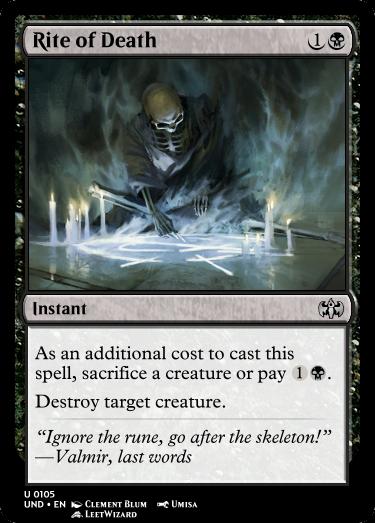 Rite of Death 1
Instant
As an additional cost to cast this
spell, sacrifice a creature or pay 1.
Destroy target creature.
“Ignore the rune, go after the skeleton!”
—Valmir, last words
U 0105
UND • EN Clement Blum Umisa
LeetWizard